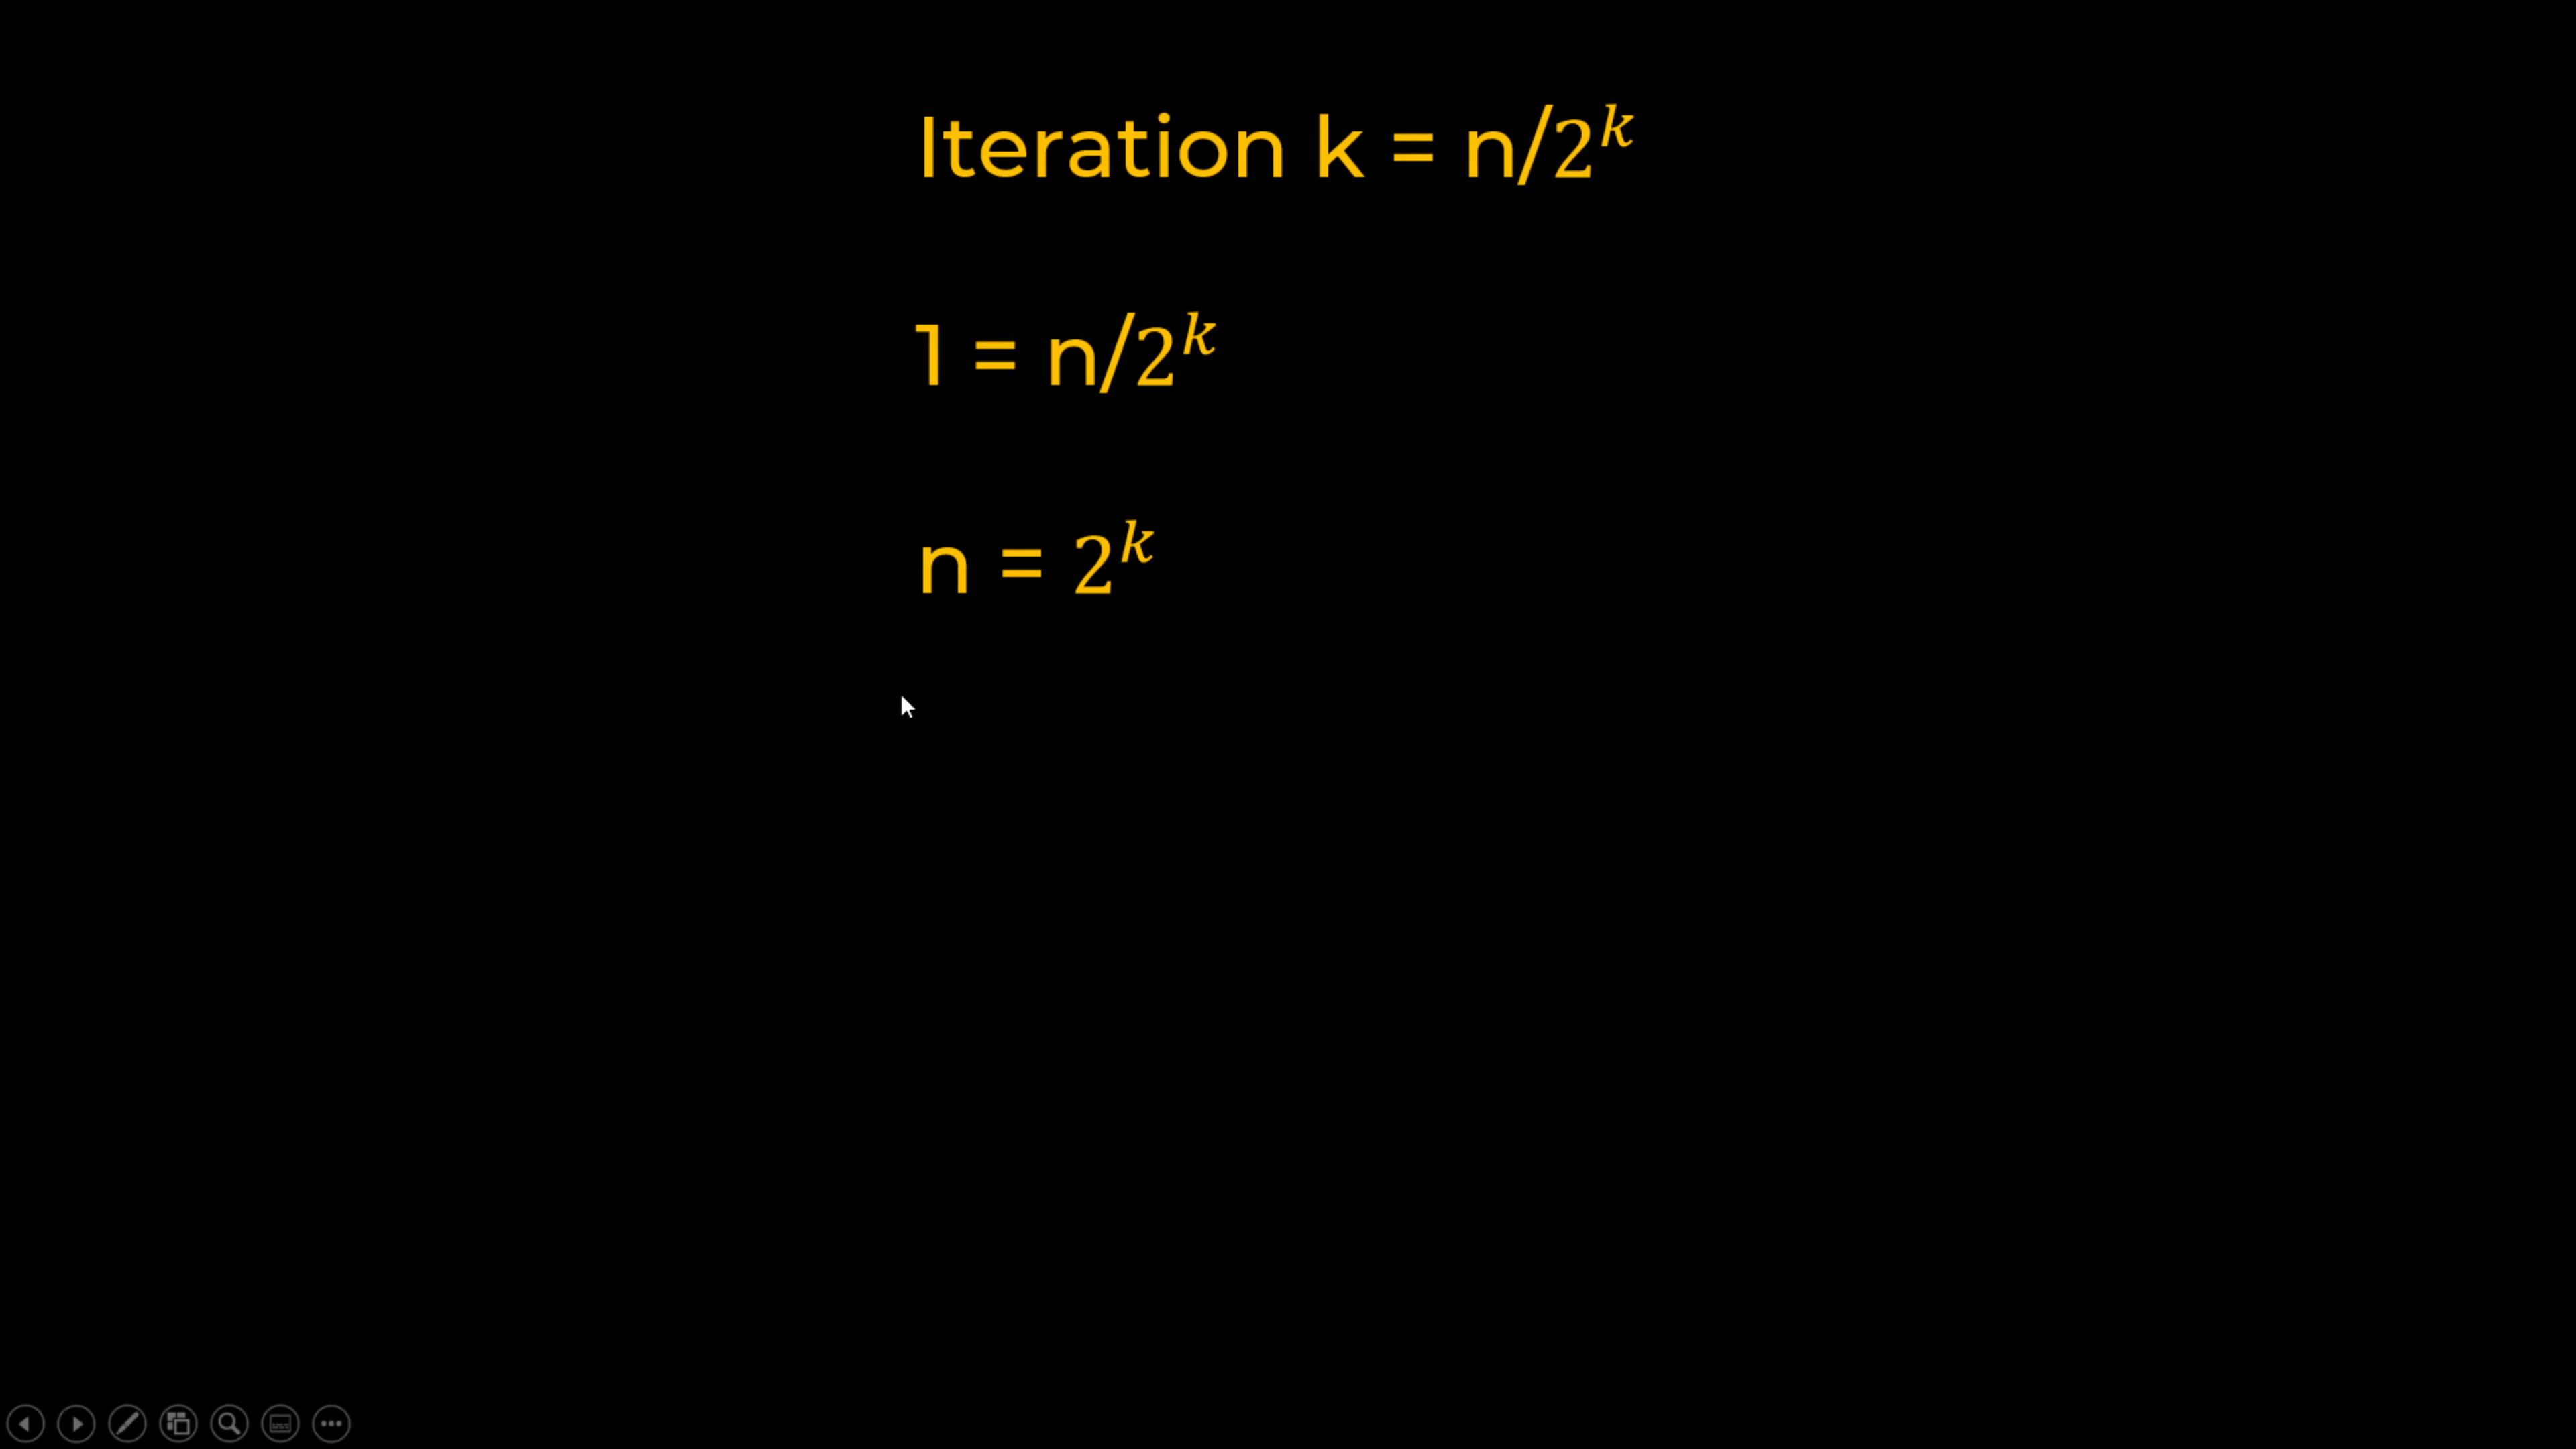 Iteration k = n/2^k
1 = n/2^k
n = 2^k